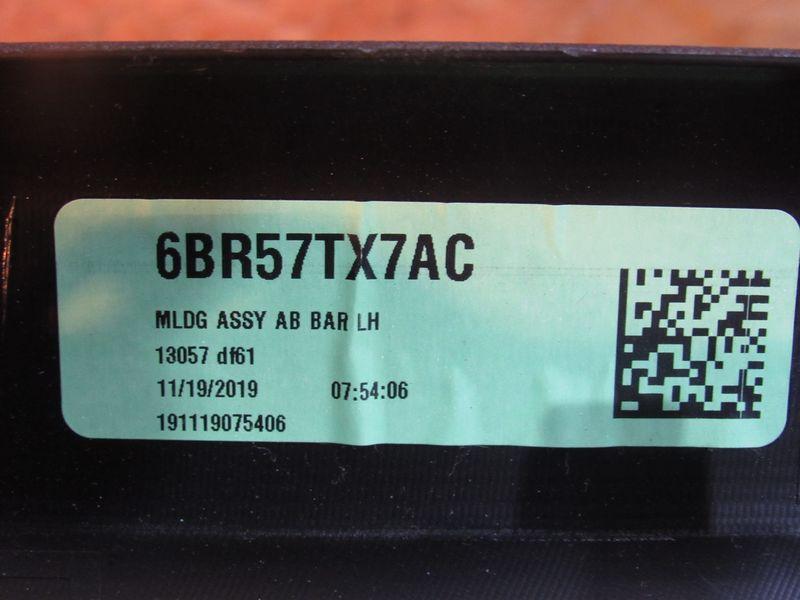 6BR57TX7AC
MLDG ASSY AB BAR LH
13057 df61
11/19/2019 07:54:06
191119075406